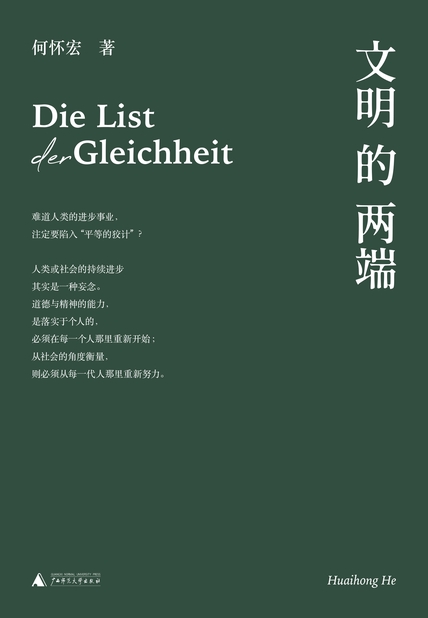 何怀宏 著
文明的两端
Die List
der Gleichheit
难道人类的进步事业，
注定要陷入“平等的狡计”？
人类或社会的持续进步
其实是一种妄念。
道德与精神的能力，
是落实于个人的，
必须在每一个人那里重新开始；
从社会的角度衡量，
则必须从每一代人那里重新努力。
GUANGXI NORMAL UNIVERSITY PRESS
广西师范大学出版社
Huaihong He